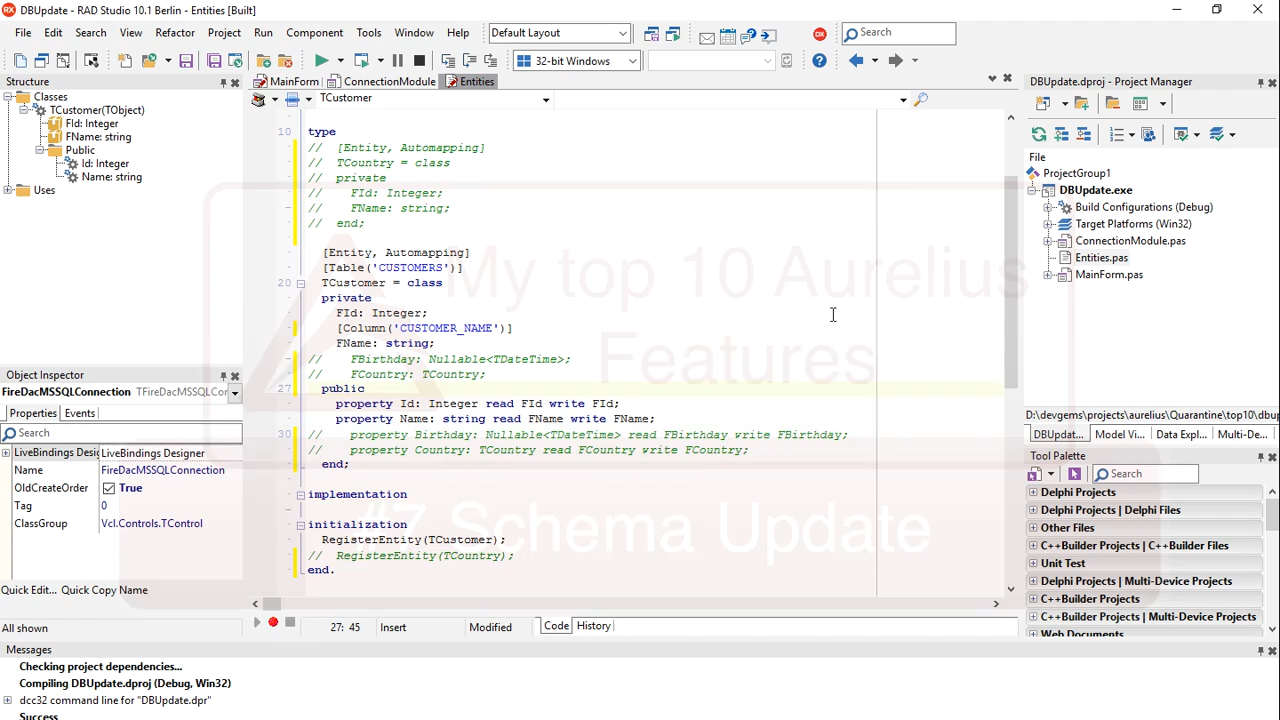 DBUpdate - RAD Studio 10.1 Berlin - Entities [Built]
File Edit Search View Refactor Project Run Component Tools Window Help
Default Layout
Search
32-bit Windows
Structure
Classes
TCustomer(TObject)
FId: Integer
FName: string
Public
Id: Integer
Name: string
Uses
Object Inspector
FireDacMSSQLConnection TFireDacMSSQLCor
Properties Events
Search
LiveBindings Desig LiveBindings Designer
Name FireDacMSSQLConnection
OldCreateOrder True
Tag 0
ClassGroup Vcl.Controls.TControl
Quick Edit... Quick Copy Name
All shown
MainForm ConnectionModule Entities
TCustomer
10 type
// [Entity, Automapping]
// TCountry = class
// private
// FId: Integer;
// FName: string;
// end;
[Entity, Automapping]
[Table('CUSTOMERS')]
20 TCustomer = class
private
FId: Integer;
[Column('CUSTOMER_NAME')]
FName: string;
// FBirthday: Nullable<TDateTime>;
// FCountry: TCountry;
27 public
property Id: Integer read FId write FId;
property Name: string read FName write FName;
30 // property Birthday: Nullable<TDateTime> read FBirthday write FBirthday;
// property Country: TCountry read FCountry write FCountry;
end;
implementation
initialization
RegisterEntity(TCustomer);
// RegisterEntity(TCountry);
end.
My top 10 Aurelius
Features
#7 Schema Update
27: 45 Insert Modified Code History
DBUpdate.dproj - Project Manager
File
ProjectGroup1
DBUpdate.exe
Build Configurations (Debug)
Target Platforms (Win32)
ConnectionModule.pas
Entities.pas
MainForm.pas
D:\devgems\projects\aurelius\Quarantine\top10\dbup
DBUpdat... Model Vi... Data Expl... Multi-De...
Tool Palette
Search
Delphi Projects
Delphi Projects | Delphi Files
Other Files
C++Builder Projects | C++Builder Files
Unit Test
Delphi Projects | Multi-Device Projects
C++Builder Projects
C++Builder Projects | Multi-Device Projects
Web Documents
Messages
Checking project dependencies...
Compiling DBUpdate.dproj (Debug, Win32)
dcc32 command line for "DBUpdate.dpr"
Success